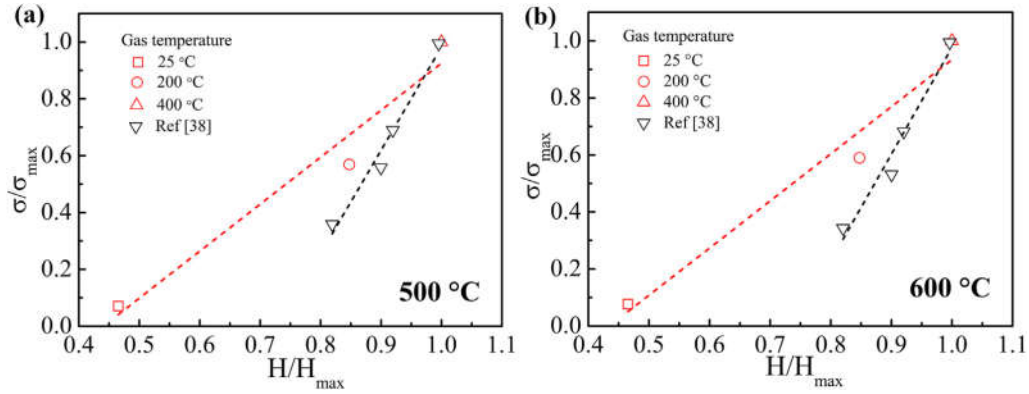 (a)
Gas temperature
25 °C
200 °C
400 °C
Ref [38]
500 °C
σ/σmax
1.0
0.8
0.6
0.4
0.2
0.0
0.4 0.5 0.6 0.7 0.8 0.9 1.0 1.1
H/Hmax
(b)
Gas temperature
25 °C
200 °C
400 °C
Ref [38]
600 °C
σ/σmax
1.0
0.8
0.6
0.4
0.2
0.0
0.4 0.5 0.6 0.7 0.8 0.9 1.0 1.1
H/Hmax